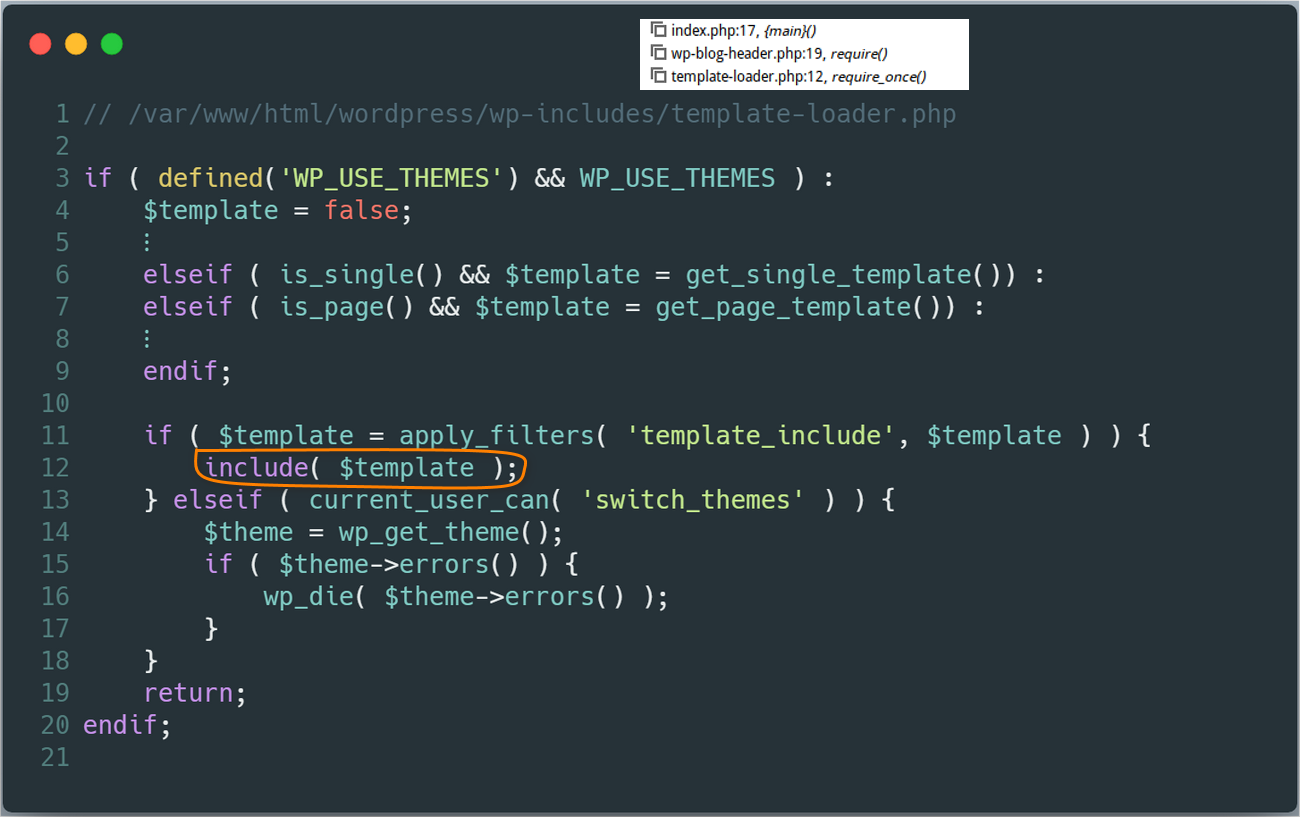 index.php:17, {main}()
wp-blog-header.php:19, require()
template-loader.php:12, require_once()
1 // /var/www/html/wordpress/wp-includes/template-loader.php
2
3 if ( defined('WP_USE_THEMES') && WP_USE_THEMES ) :
4     $template = false;
5     ⋮
6     elseif ( is_single() && $template = get_single_template()) :
7     elseif ( is_page() && $template = get_page_template()) :
8     ⋮
9     endif;
10
11     if ( $template = apply_filters( 'template_include', $template ) ) {
12         include( $template );
13     } elseif ( current_user_can( 'switch_themes' ) ) {
14         $theme = wp_get_theme();
15         if ( $theme->errors() ) {
16             wp_die( $theme->errors() );
17         }
18     }
19     return;
20 endif;
21